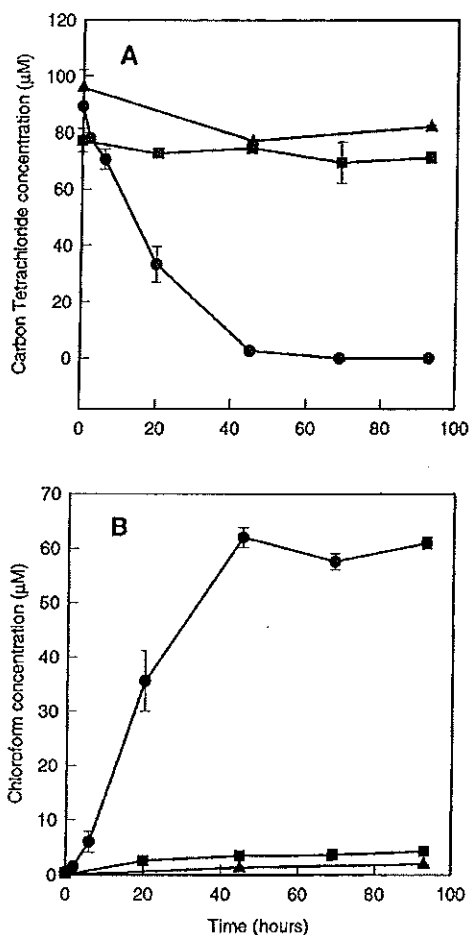 A
Carbon Tetrachloride concentration (µM)
120
100
80
60
40
20
0
0 20 40 60 80 100
B
Chloroform concentration (µM)
70
60
50
40
30
20
10
0
0 20 40 60 80 100
Time (hours)